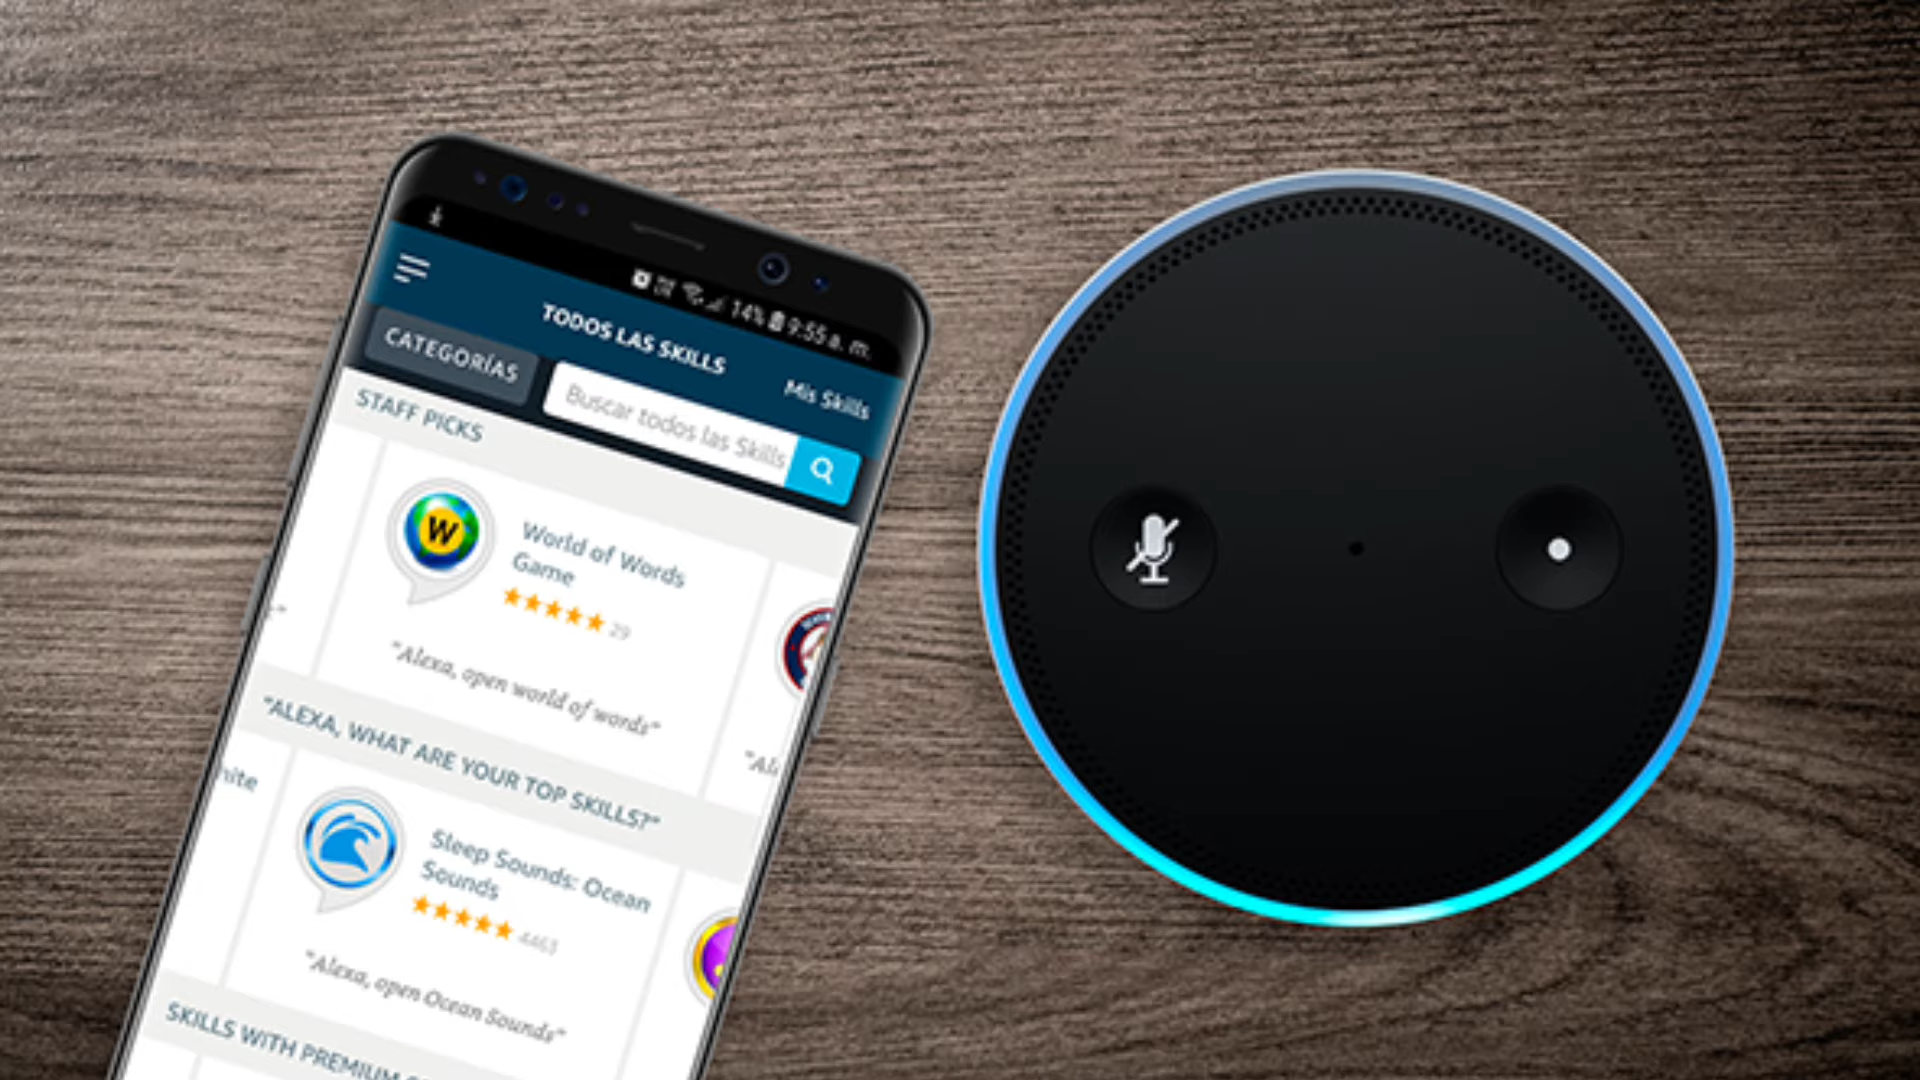 14% 9:55 a. m.
TODOS LAS SKILLS
Mis Skills
CATEGORÍAS
Buscar todos las Skills
STAFF PICKS
W
World of Words
Game
29
"Alexa, open world of words"
"ALEXA, WHAT ARE YOUR TOP SKILLS?"
Sleep Sounds: Ocean
Sounds
4463
"Alexa, open Ocean Sounds"
SKILLS WITH PREMIUM